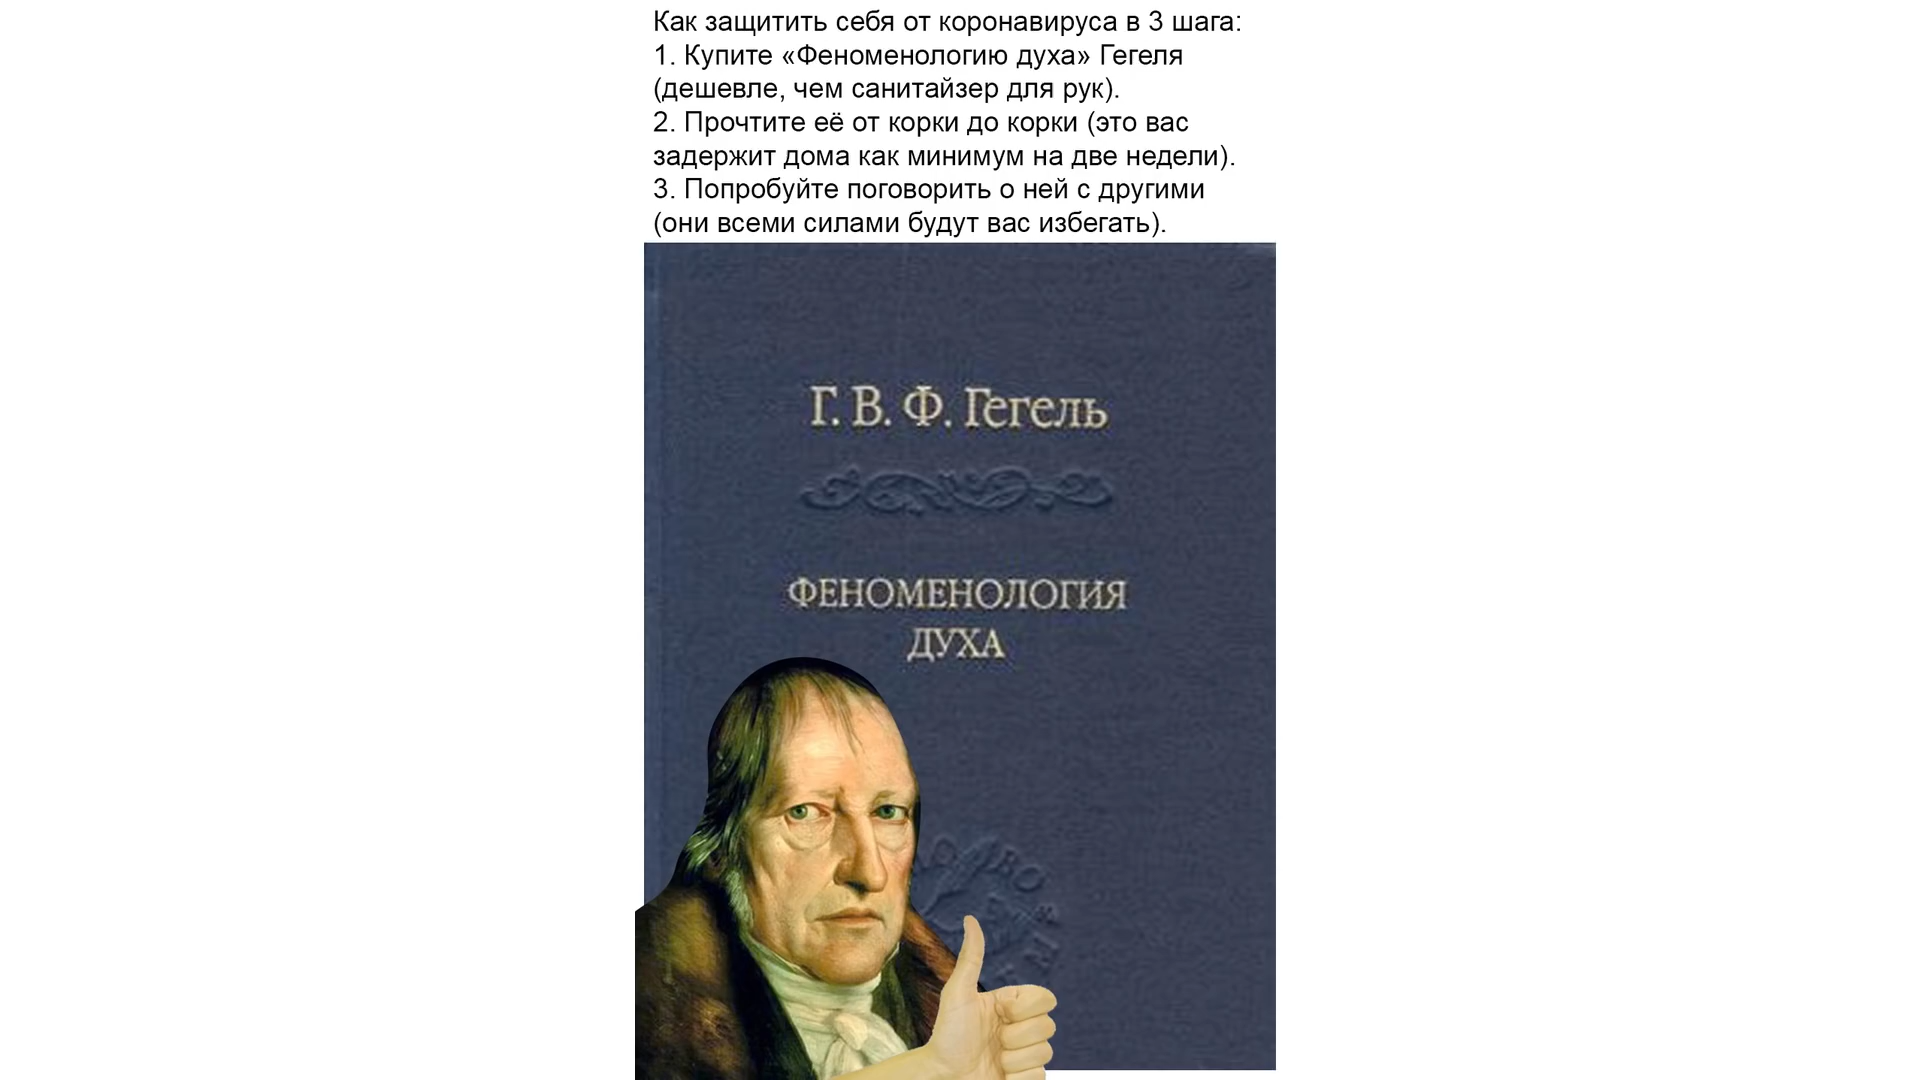 Как защитить себя от коронавируса в 3 шага:
1. Купите «Феноменологию духа» Гегеля
(дешевле, чем санитайзер для рук).
2. Прочтите её от корки до корки (это вас
задержит дома как минимум на две недели).
3. Попробуйте поговорить о ней с другими
(они всеми силами будут вас избегать).
Г. В. Ф. Гегель
ФЕНОМЕНОЛОГИЯ
ДУХА